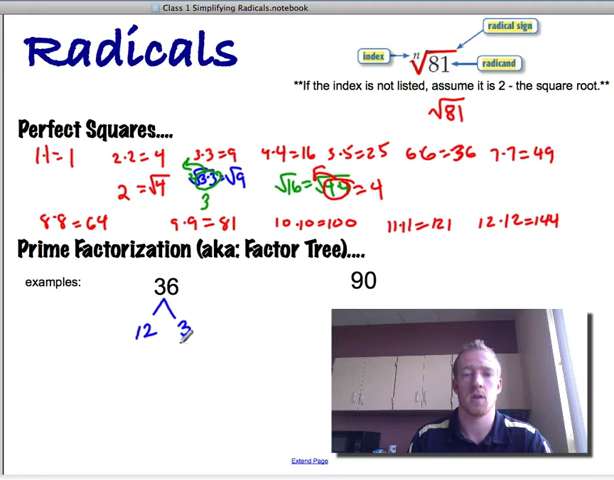 Class 1 Simplifying Radicals.notebook
Radicals
radical sign
index
n√81
radicand
**If the index is not listed, assume it is 2 - the square root.**
√81
Perfect Squares....
1·1=1 2·2=4 3·3=9 4·4=16 5·5=25 6·6=36 7·7=49
2=√4 √3·3=√9 √16=√4·4=4
3
8·8=64 9·9=81 10·10=100 11·11=121 12·12=144
Prime Factorization (aka: Factor Tree)....
examples: 36 90
12 3
Extend Page